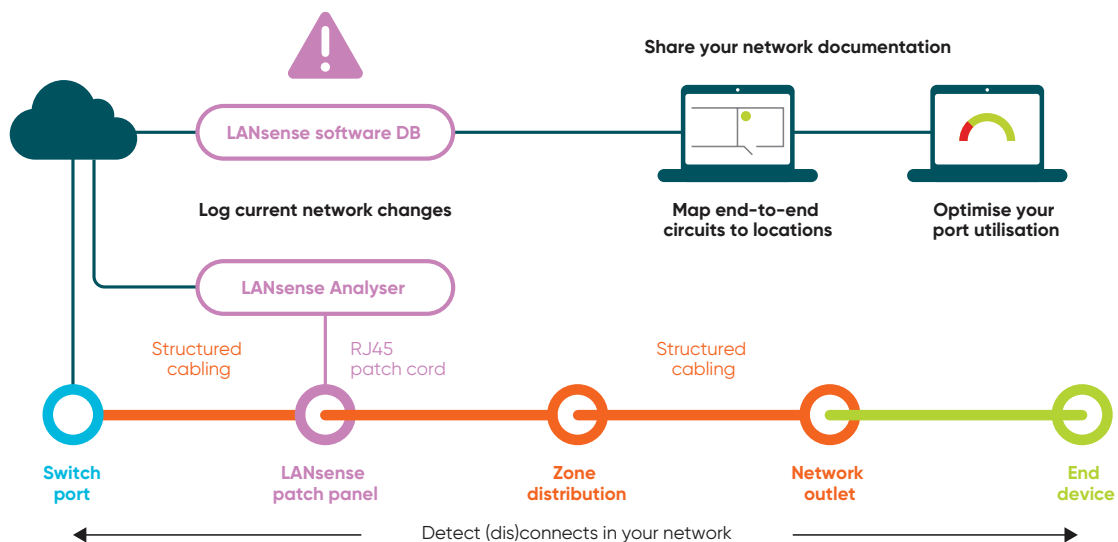 Share your network documentation
LANsense software DB
Log current network changes
Map end-to-end
circuits to locations
Optimise your
port utilisation
LANsense Analyser
Structured
cabling
RJ45
patch cord
Structured
cabling
Switch
port
LANsense
patch panel
Zone
distribution
Network
outlet
End
device
Detect (dis)connects in your network